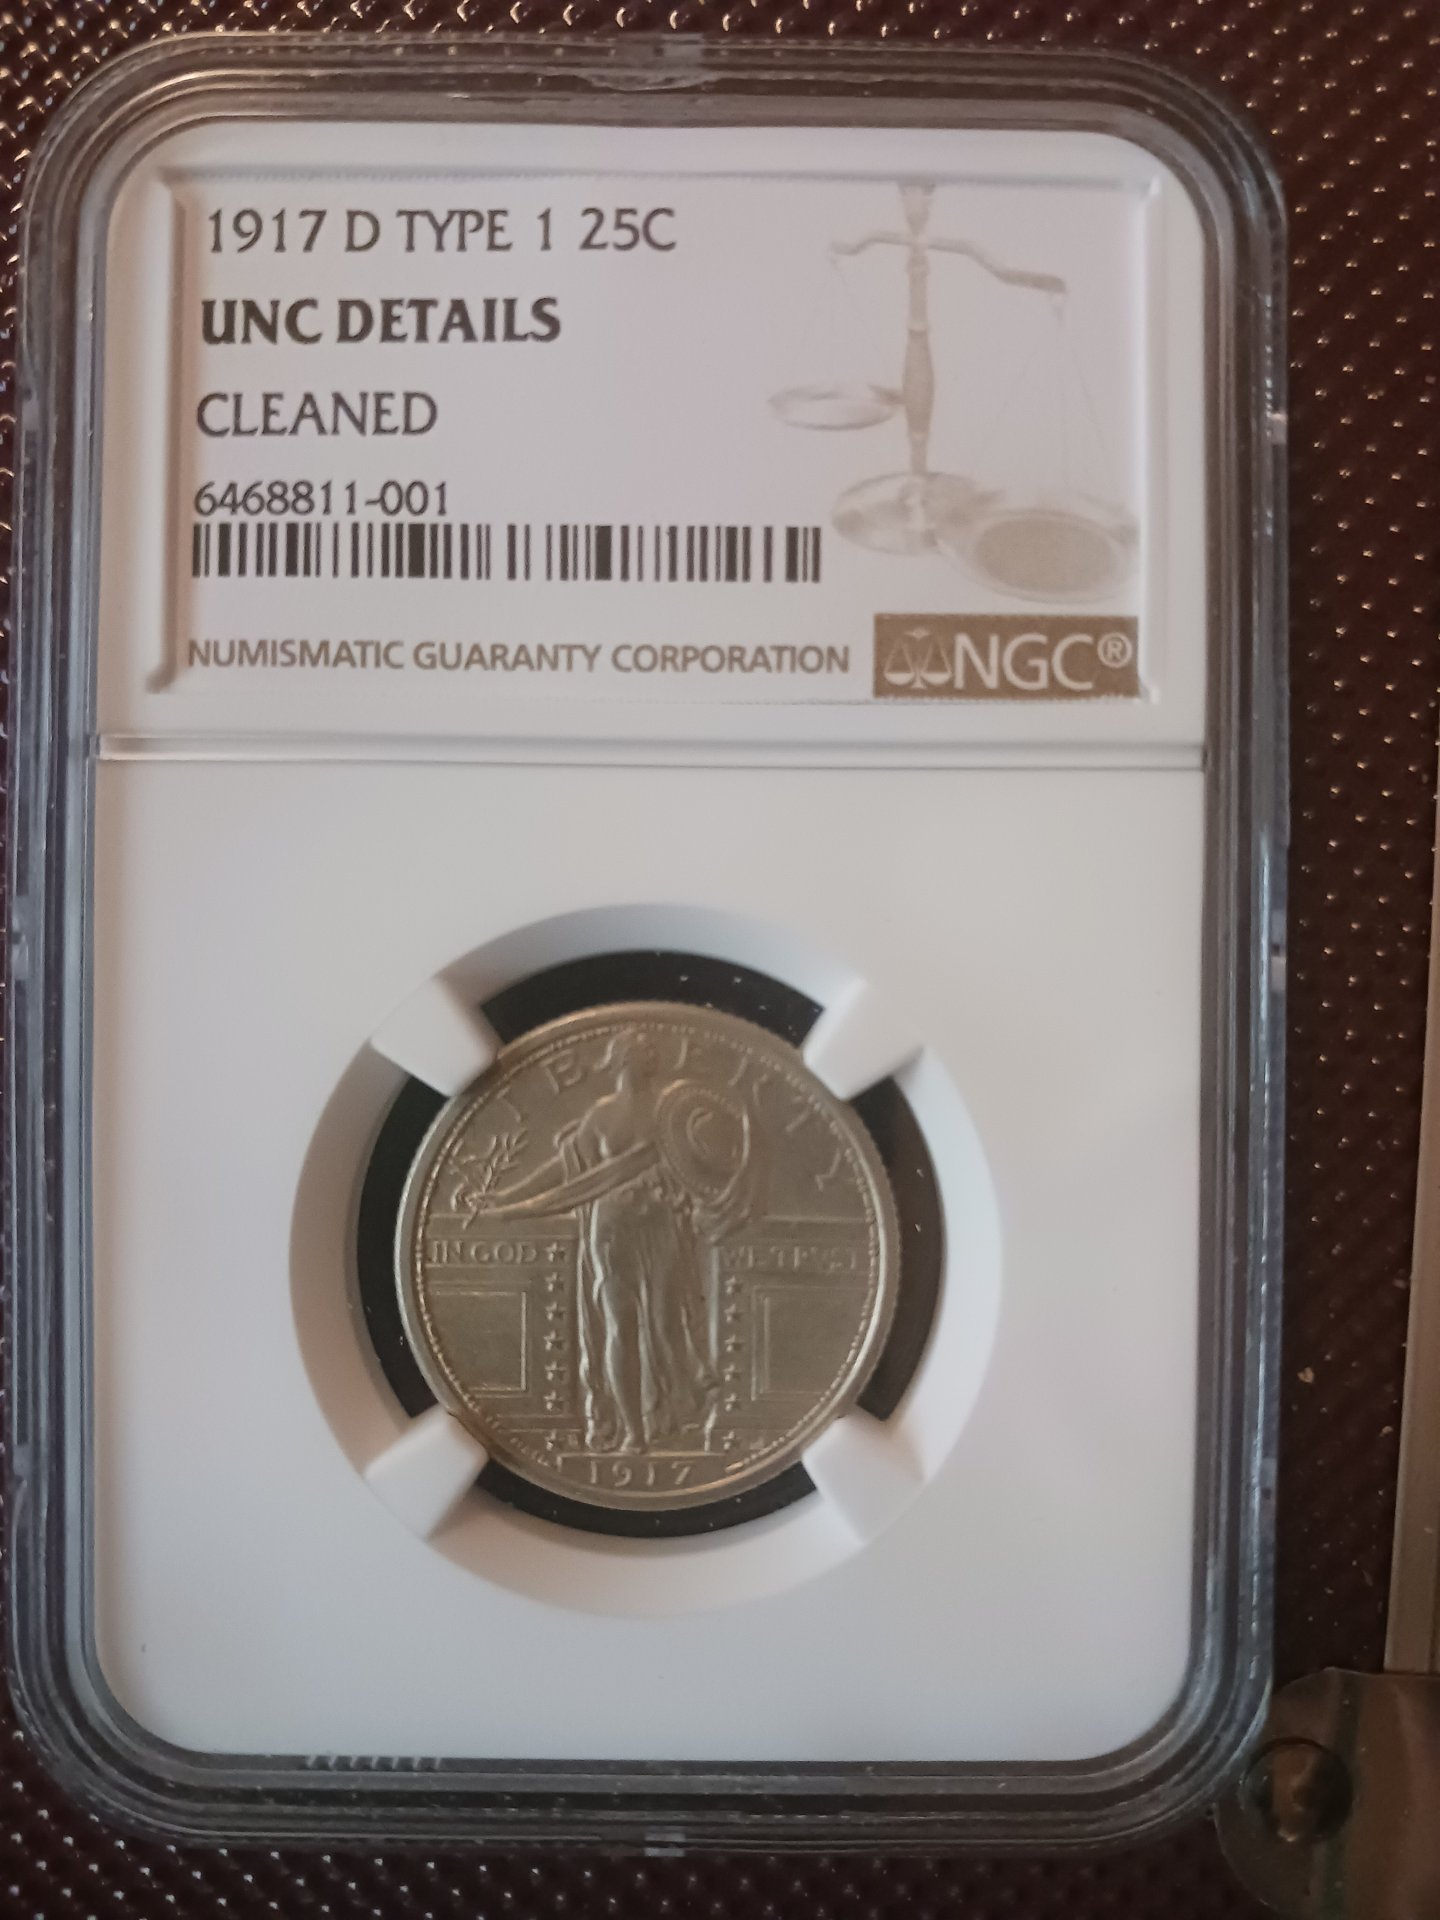 1917 D TYPE 1 25C
UNC DETAILS
CLEANED
6468811-001
NUMISMATIC GUARANTY CORPORATION
NGC®
LIBERTY
IN GOD WE TRUST
1917